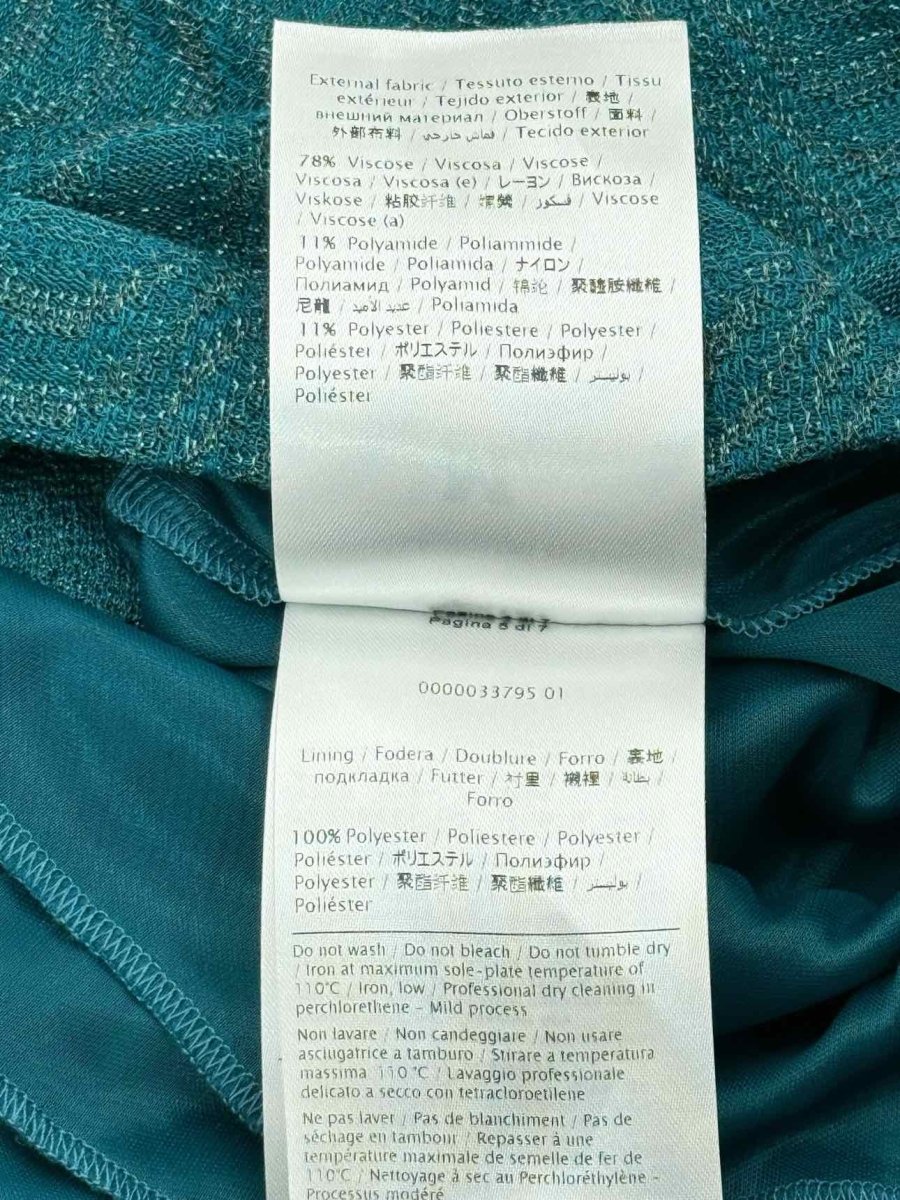 External fabric / Tessuto esterno / Tissu
extérieur / Tejido exterior / 表地 /
внешний материал / Oberstoff / 面料 /
外部布料 / قماش خارجي / Tecido exterior
78% Viscose / Viscosa / Viscose /
Viscosa / Viscosa (e) / レーヨン / Вискоза /
Viskose / 粘胶纤维 / / فسكوز / Viscose
/ Viscose (a)
11% Polyamide / Poliammide /
Polyamide / Poliamida / ナイロン /
Полиамид / Polyamid / 锦纶 / 聚醯胺纖維 /
尼龍 / عديد الأميد / Poliamida
11% Polyester / Poliestere / Polyester /
Poliéster / ポリエステル / Полиэфир /
Polyester / 聚酯纤维 / 聚酯纖維 / بوليستر /
Poliéster
Pagina 5 di 7
0000033795 01
Lining / Fodera / Doublure / Forro / 裏地 /
подкладка / Futter / 衬里 / 襯裡 / بطانة /
Forro
100% Polyester / Poliestere / Polyester /
Poliéster / ポリエステル / Полиэфир /
Polyester / 聚酯纤维 / 聚酯纖維 / بوليستر /
Poliéster
Do not wash / Do not bleach / Do not tumble dry
/ Iron at maximum sole-plate temperature of
110°C / Iron, low / Professional dry cleaning in
perchlorethene - Mild process
Non lavare / Non candeggiare / Non usare
asciugatrice a tamburo / Stirare a temperatura
massima 110 °C / Lavaggio professionale
delicato a secco con tetracloroetilene
Ne pas laver / Pas de blanchiment / Pas de
séchage en tambour / Repasser à une
température maximale de semelle de fer de
110°C / Nettoyage à sec au Perchloréthylène -
Processus modéré